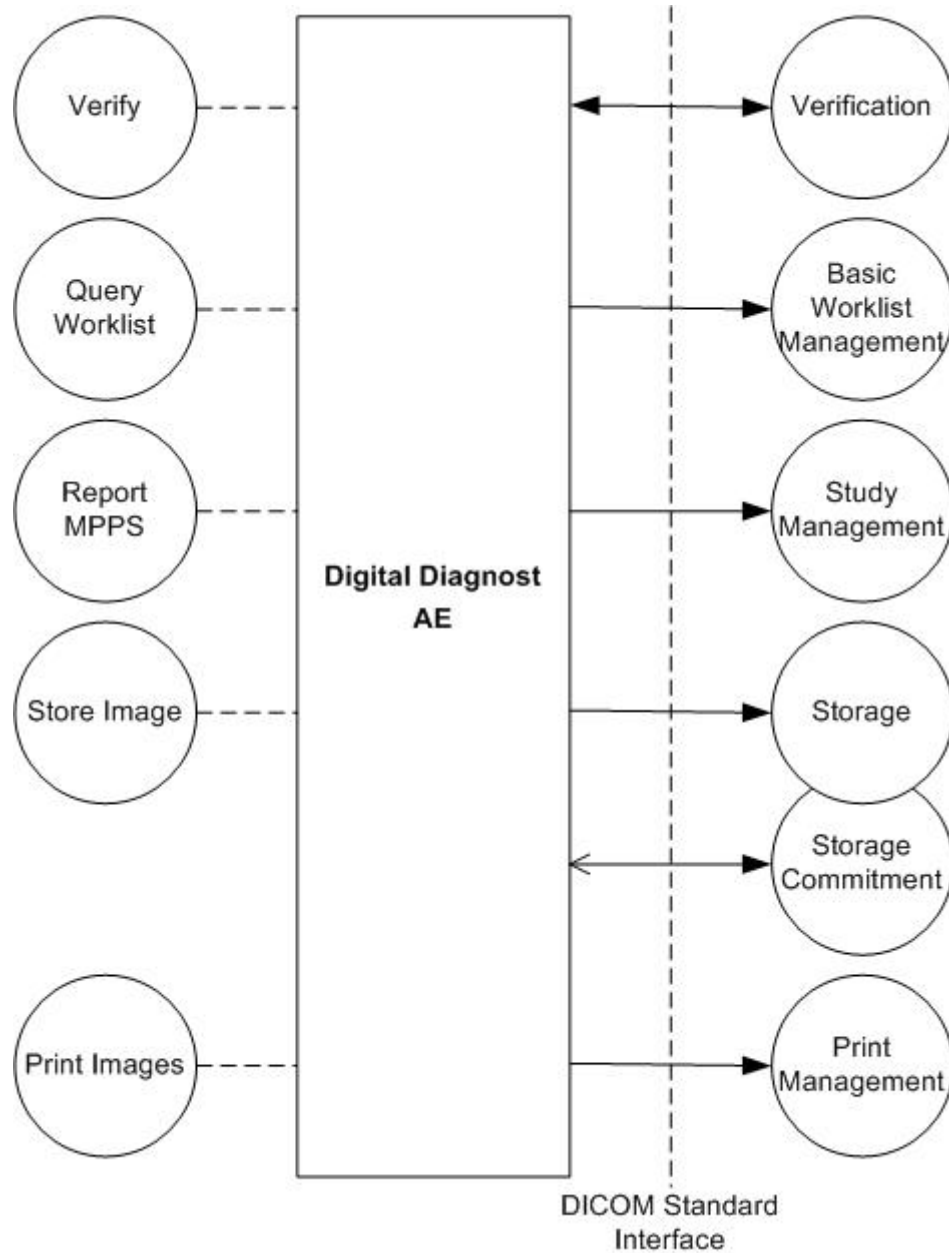 Verify
Verification
Query
Worklist
Basic
Worklist
Management
Report
MPPS
Study
Management
Digital Diagnost
AE
Store Image
Storage
Storage
Commitment
Print Images
Print
Management
DICOM Standard
Interface